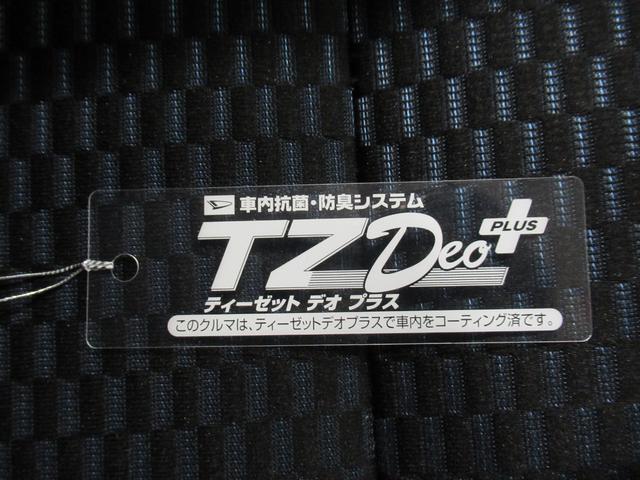 車内抗菌・防臭システム
TZ Deo PLUS
ティーゼット デオ プラス
このクルマは、ティーゼットデオプラスで車内をコーティング済です。